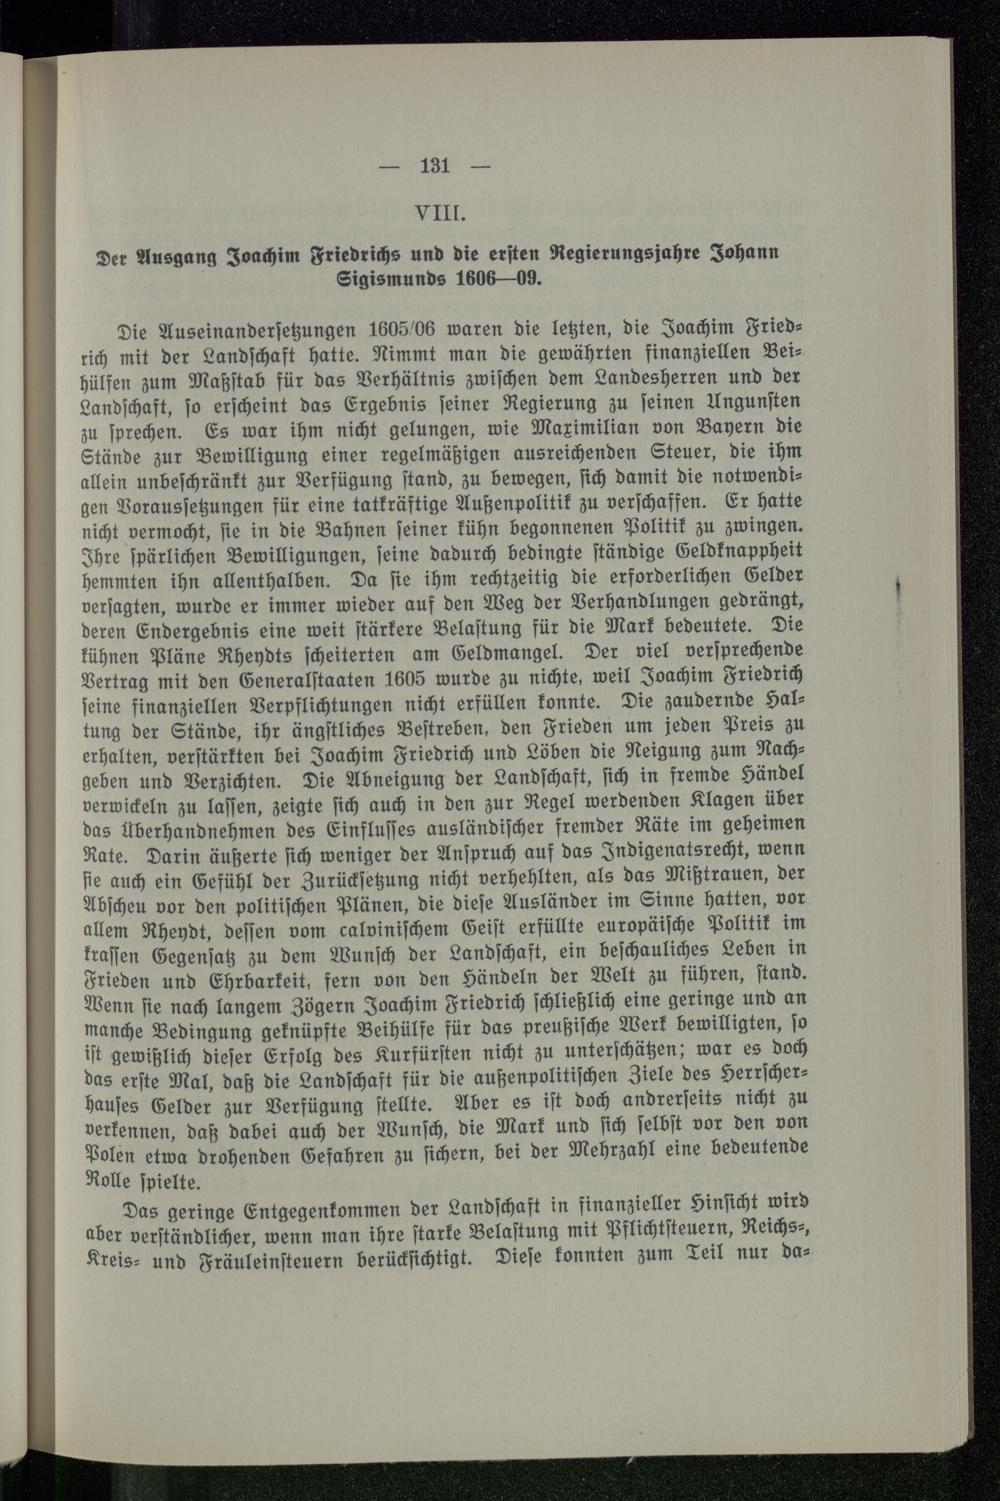 — 131 —
VIII.
Der Ausgang Joachim Friedrichs und die ersten Regierungsjahre Johann
Sigismunds 1606—09.
Die Auseinandersetzungen 1605/06 waren die letzten, die Joachim Fried-
rich mit der Landschaft hatte. Nimmt man die gewährten finanziellen Bei-
hülfen zum Maßstab für das Verhältnis zwischen dem Landesherren und der
Landschaft, so erscheint das Ergebnis seiner Regierung zu seinen Ungunsten
zu sprechen. Es war ihm nicht gelungen, wie Maximilian von Bayern die
Stände zur Bewilligung einer regelmäßigen ausreichenden Steuer, die ihm
allein unbeschränkt zur Verfügung stand, zu bewegen, sich damit die notwendi-
gen Voraussetzungen für eine tatkräftige Außenpolitik zu verschaffen. Er hatte
nicht vermocht, sie in die Bahnen seiner kühn begonnenen Politik zu zwingen.
Ihre spärlichen Bewilligungen, seine dadurch bedingte ständige Geldknappheit
hemmten ihn allenthalben. Da sie ihm rechtzeitig die erforderlichen Gelder
versagten, wurde er immer wieder auf den Weg der Verhandlungen gedrängt,
deren Endergebnis eine weit stärkere Belastung für die Mark bedeutete. Die
kühnen Pläne Rheydts scheiterten am Geldmangel. Der viel versprechende
Vertrag mit den Generalstaaten 1605 wurde zu nichte, weil Joachim Friedrich
seine finanziellen Verpflichtungen nicht erfüllen konnte. Die zaudernde Hal-
tung der Stände, ihr ängstliches Bestreben, den Frieden um jeden Preis zu
erhalten, verstärkten bei Joachim Friedrich und Löben die Neigung zum Nach-
geben und Verzichten. Die Abneigung der Landschaft, sich in fremde Händel
verwickeln zu lassen, zeigte sich auch in den zur Regel werdenden Klagen über
das Überhandnehmen des Einflusses ausländischer fremder Räte im geheimen
Rate. Darin äußerte sich weniger der Anspruch auf das Indigenatsrecht, wenn
sie auch ein Gefühl der Zurücksetzung nicht verhehlten, als das Mißtrauen, der
Abscheu vor den politischen Plänen, die diese Ausländer im Sinne hatten, vor
allem Rheydt, dessen vom calvinischem Geist erfüllte europäische Politik im
krassen Gegensatz zu dem Wunsch der Landschaft, ein beschauliches Leben in
Frieden und Ehrbarkeit, fern von den Händeln der Welt zu führen, stand.
Wenn sie nach langem Zögern Joachim Friedrich schließlich eine geringe und an
manche Bedingung geknüpfte Beihülfe für das preußische Werk bewilligten, so
ist gewißlich dieser Erfolg des Kurfürsten nicht zu unterschätzen; war es doch
das erste Mal, daß die Landschaft für die außenpolitischen Ziele des Herrscher-
hauses Gelder zur Verfügung stellte. Aber es ist doch andrerseits nicht zu
verkennen, daß dabei auch der Wunsch, die Mark und sich selbst vor den von
Polen etwa drohenden Gefahren zu sichern, bei der Mehrzahl eine bedeutende
Rolle spielte.
Das geringe Entgegenkommen der Landschaft in finanzieller Hinsicht wird
aber verständlicher, wenn man ihre starke Belastung mit Pflichtsteuern, Reichs-,
Kreis- und Fräuleinsteuern berücksichtigt. Diese konnten zum Teil nur da-